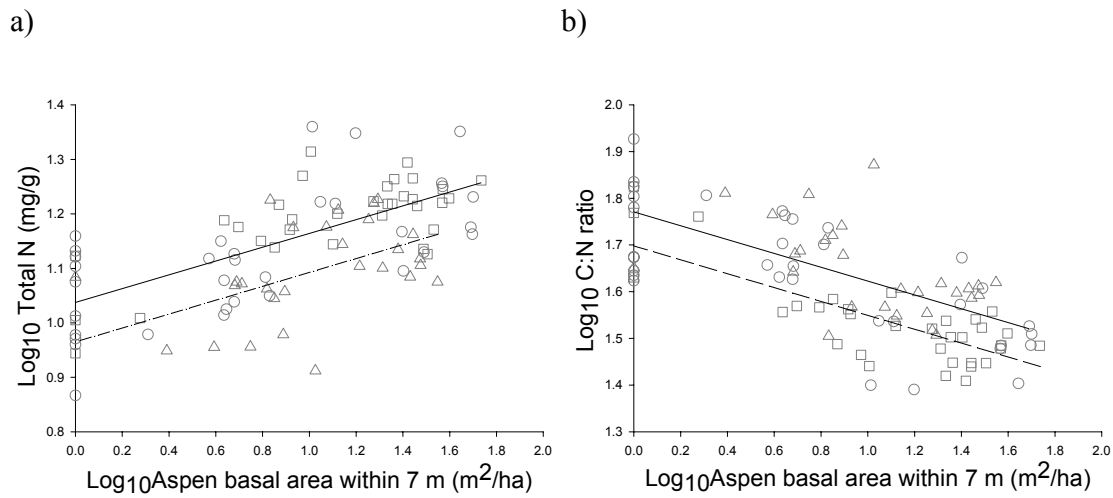 a)
b)
Log10 Total N (mg/g)
1.4
1.3
1.2
1.1
1.0
0.9
0.8
0.0 0.2 0.4 0.6 0.8 1.0 1.2 1.4 1.6 1.8 2.0
Log10Aspen basal area within 7 m (m2/ha)
Log10 C:N ratio
2.0
1.9
1.8
1.7
1.6
1.5
1.4
1.3
0.0 0.2 0.4 0.6 0.8 1.0 1.2 1.4 1.6 1.8 2.0
Log10Aspen basal area within 7 m (m2/ha)